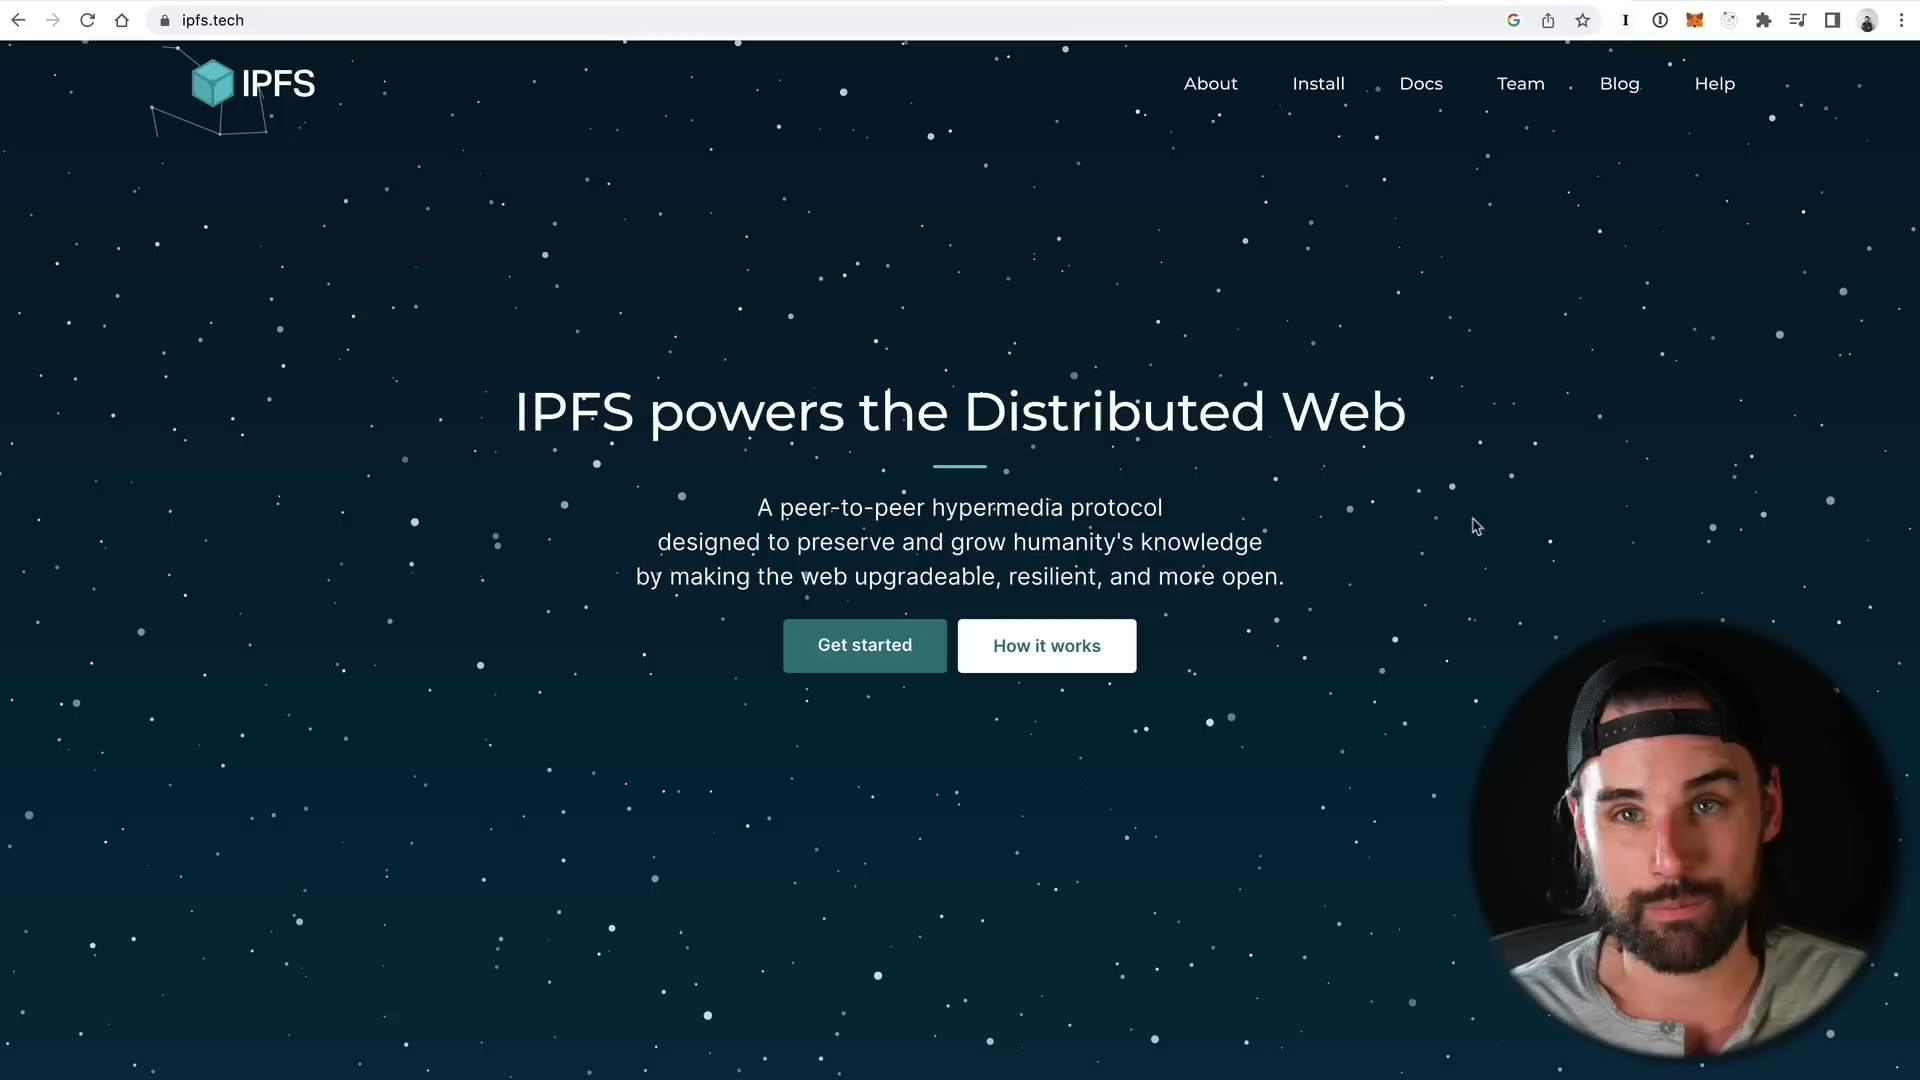 ipfs.tech
IPFS
About
Install
Docs
Team
Blog
Help
IPFS powers the Distributed Web
A peer-to-peer hypermedia protocol
designed to preserve and grow humanity's knowledge
by making the web upgradeable, resilient, and more open.
Get started
How it works